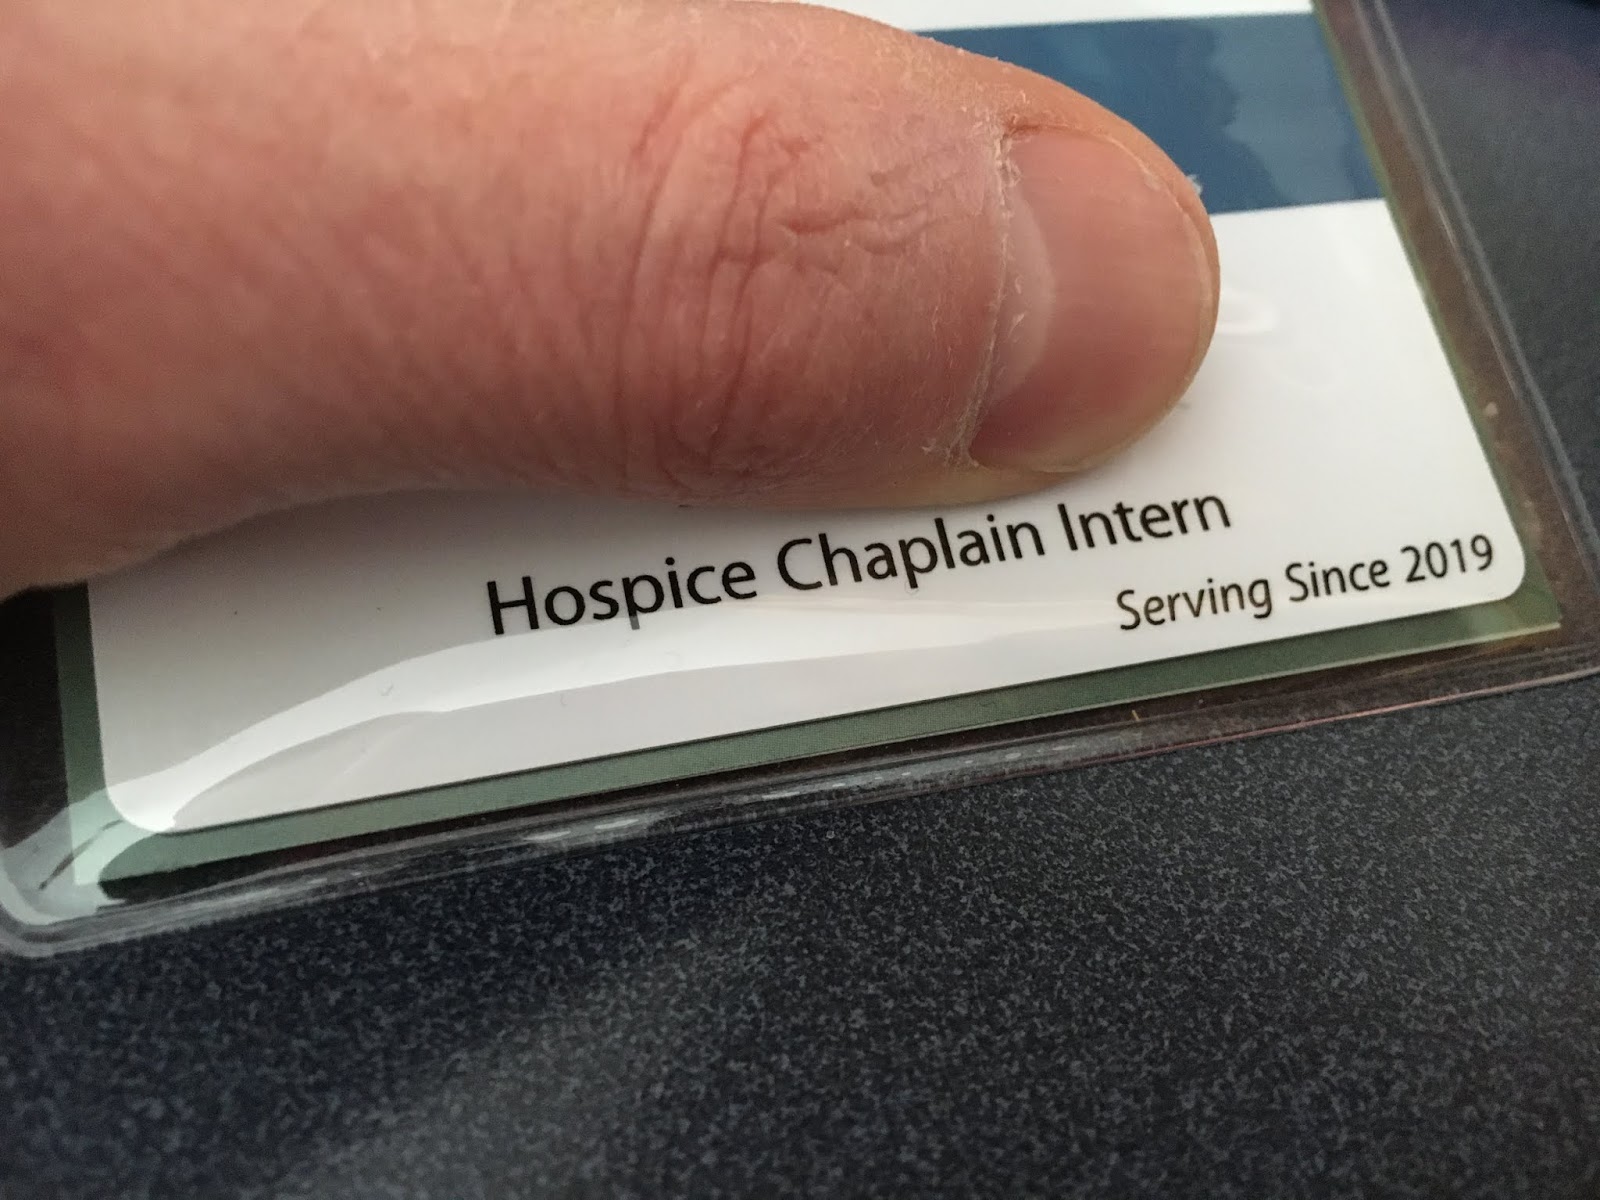 Hospice Chaplain Intern
Serving Since 2019